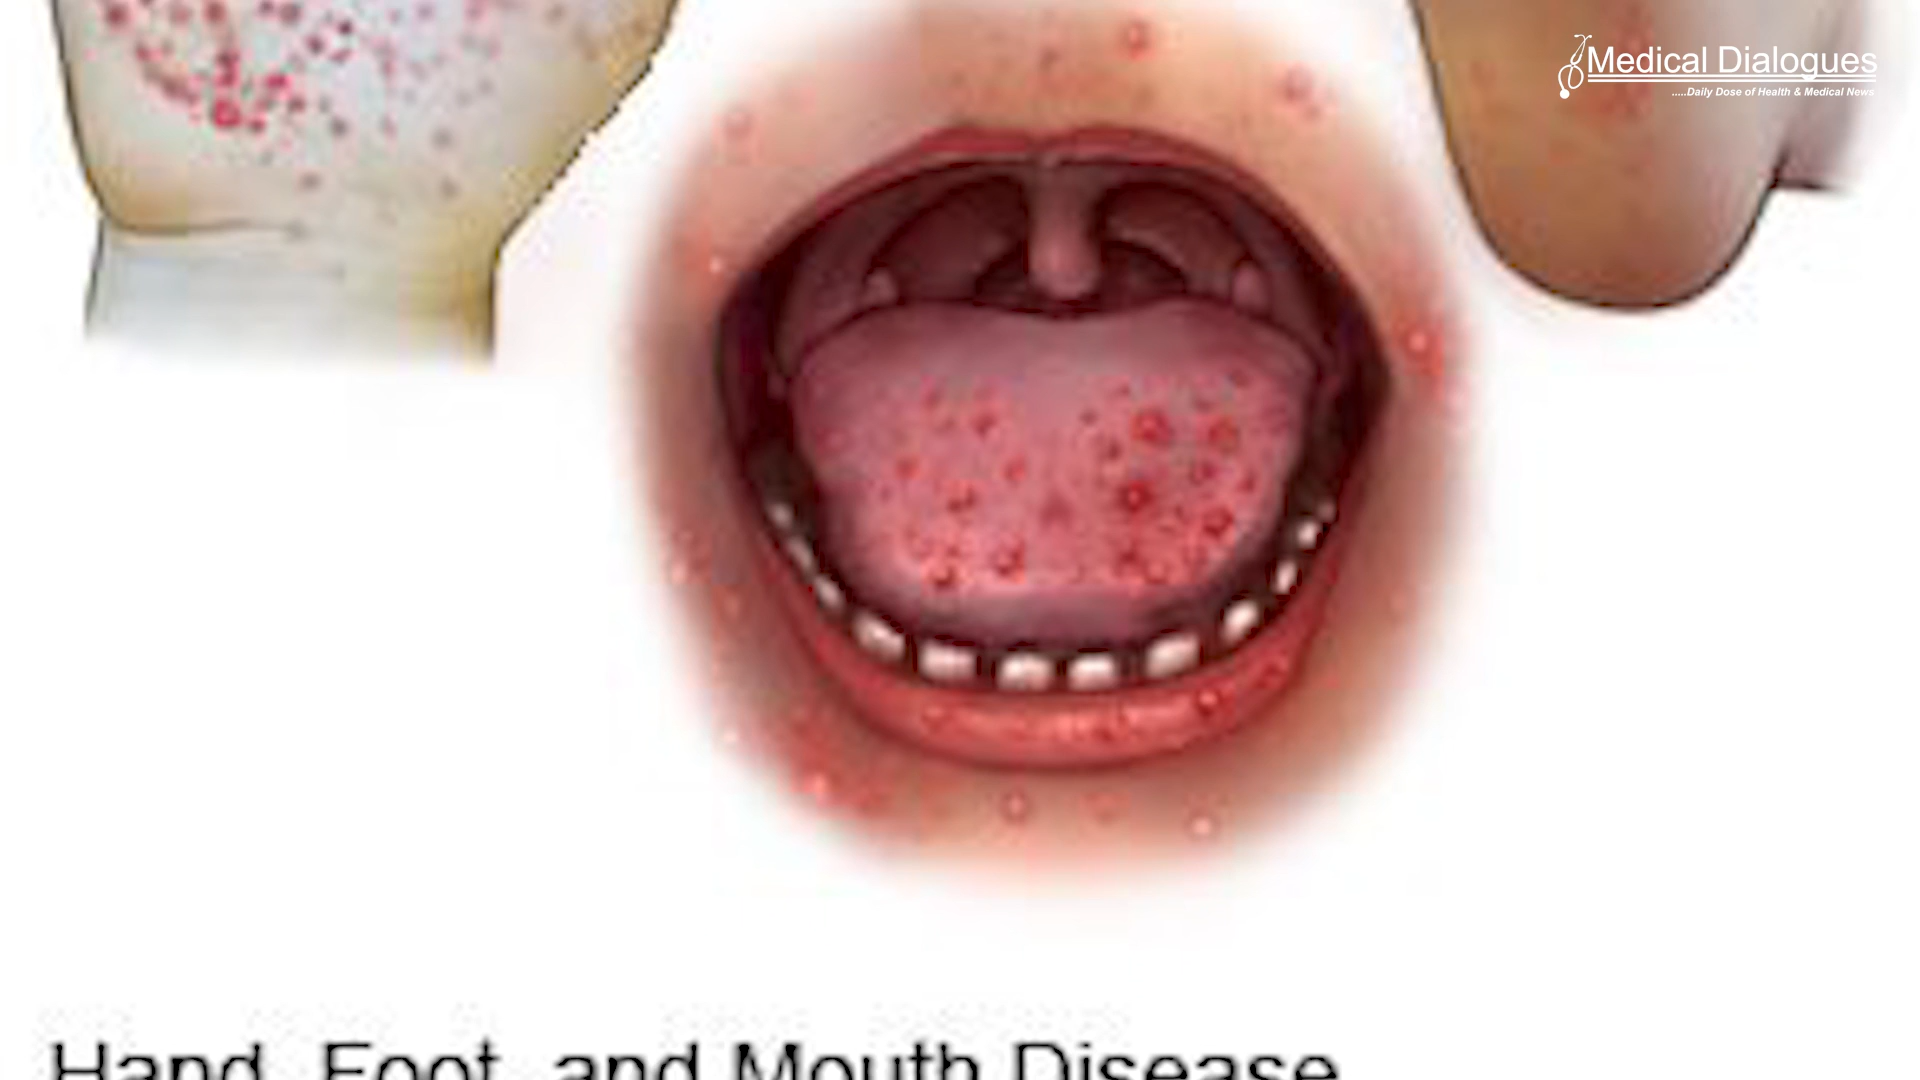 Medical Dialogues
.....Daily Dose of Health & Medical News
Hand, Foot, and Mouth Disease